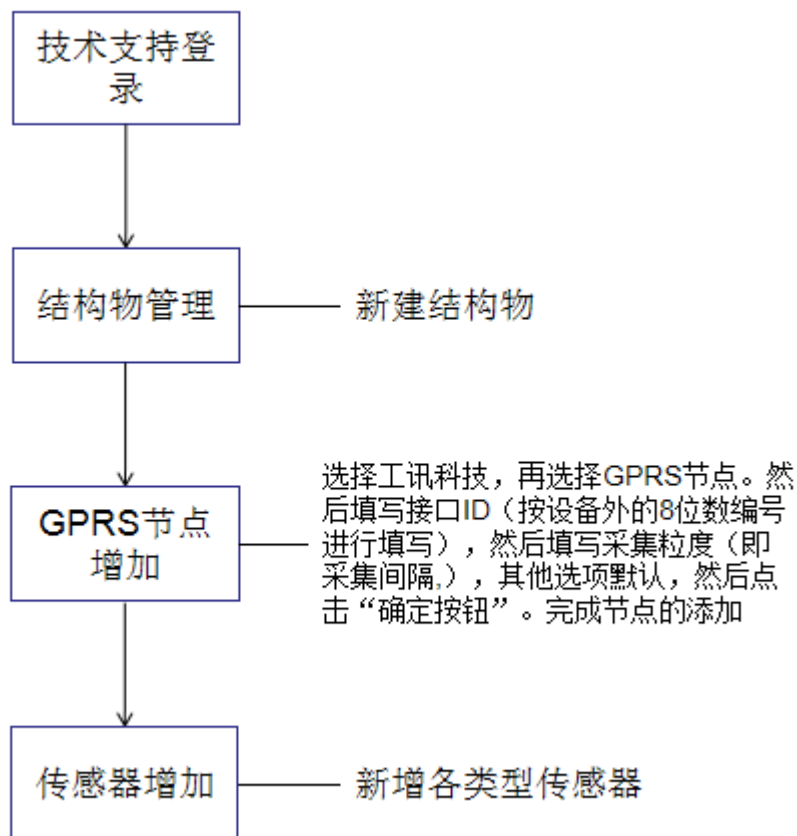 技术支持登
录
结构物管理
新建结构物
GPRS节点
增加
选择工讯科技，再选择GPRS节点。然
后填写接口ID（按设备外的8位数编号
进行填写），然后填写采集粒度（即
采集间隔,），其他选项默认，然后点
击“确定按钮”。完成节点的添加
传感器增加
新增各类型传感器